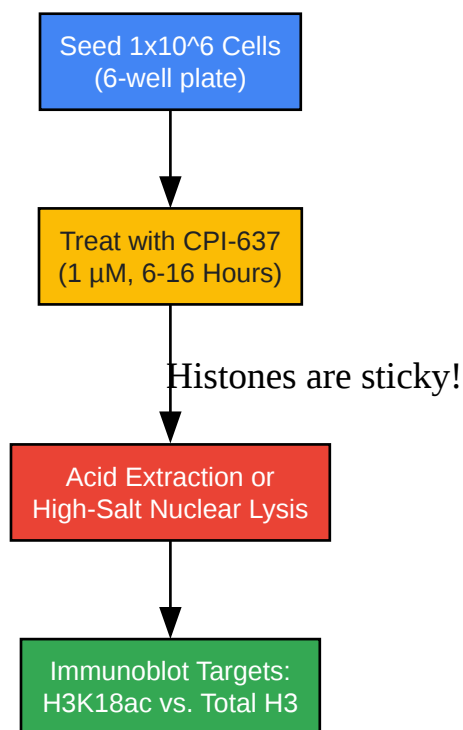 Seed 1x10^6 Cells
(6-well plate)
Treat with CPI-637
(1 µM, 6-16 Hours)
Histones are sticky!
Acid Extraction or
High-Salt Nuclear Lysis
Immunoblot Targets:
H3K18ac vs. Total H3